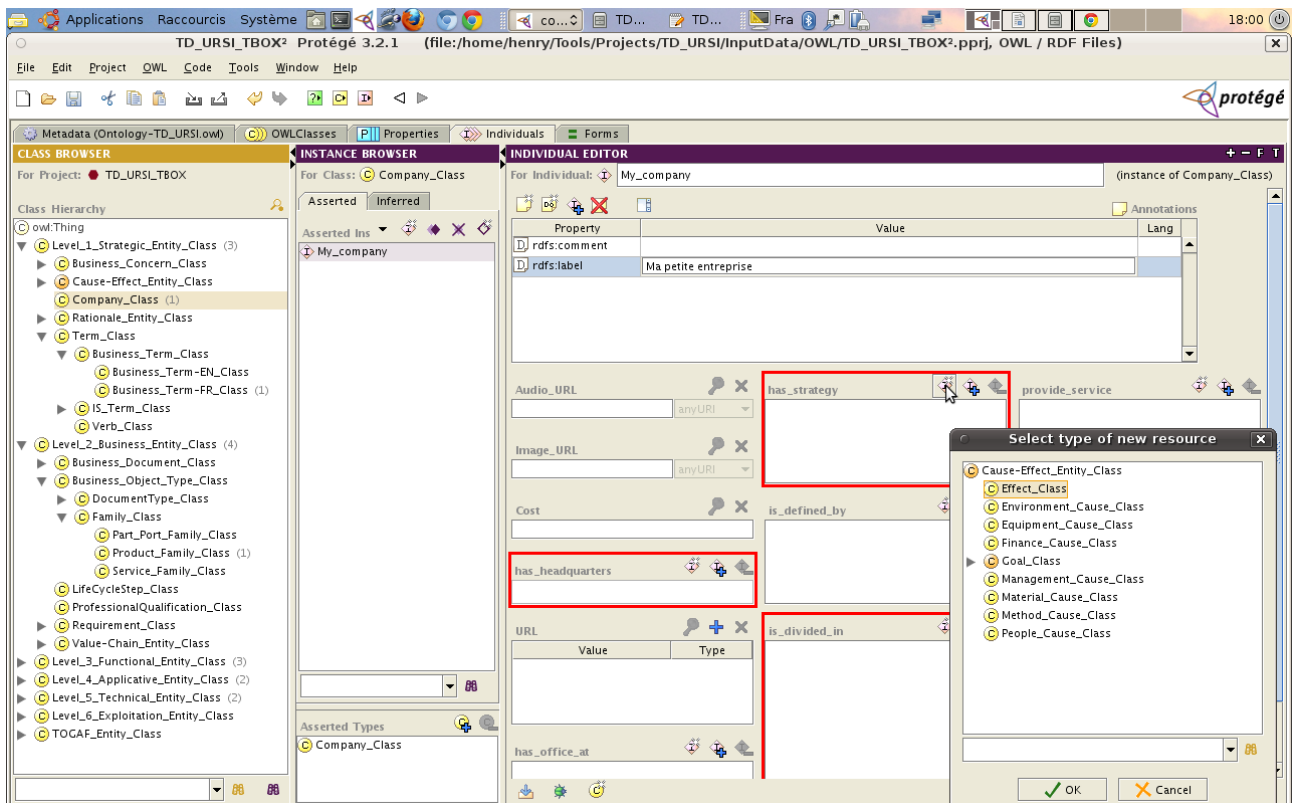 Applications Raccourcis Système co... TD... TD... Fra 18:00
TD_URSI_TBOX² Protégé 3.2.1 (file:/home/henry/Tools/Projects/TD_URSI/InputData/OWL/TD_URSI_TBOX².pprj, OWL / RDF Files)
File Edit Project OWL Code Tools Window Help
protégé
Metadata (Ontology-TD_URSI.owl) OWLClasses Properties Individuals Forms
CLASS BROWSER
For Project: TD_URSI_TBOX
Class Hierarchy
owl:Thing
Level_1_Strategic_Entity_Class (3)
Business_Concern_Class
Cause-Effect_Entity_Class
Company_Class (1)
Rationale_Entity_Class
Term_Class
Business_Term_Class
Business_Term-EN_Class
Business_Term-FR_Class (1)
IS_Term_Class
Verb_Class
Level_2_Business_Entity_Class (4)
Business_Document_Class
Business_Object_Type_Class
DocumentType_Class
Family_Class
Part_Port_Family_Class
Product_Family_Class (1)
Service_Family_Class
LifeCycleStep_Class
ProfessionalQualification_Class
Requirement_Class
Value-Chain_Entity_Class
Level_3_Functional_Entity_Class (3)
Level_4_Applicative_Entity_Class (2)
Level_5_Technical_Entity_Class (2)
Level_6_Exploitation_Entity_Class
TOGAF_Entity_Class
INSTANCE BROWSER
For Class: Company_Class
Asserted Inferred
Asserted Ins
My_company
Asserted Types
Company_Class
INDIVIDUAL EDITOR + − F T
For Individual: My_company (instance of Company_Class)
Annotations
Property Value Lang
rdfs:comment
rdfs:label Ma petite entreprise
Audio_URL
anyURI
Image_URL
anyURI
Cost
has_headquarters
URL
Value Type
has_office_at
has_strategy
is_defined_by
is_divided_in
provide_service
Select type of new resource
Cause-Effect_Entity_Class
Effect_Class
Environment_Cause_Class
Equipment_Cause_Class
Finance_Cause_Class
Goal_Class
Management_Cause_Class
Material_Cause_Class
Method_Cause_Class
People_Cause_Class
OK Cancel